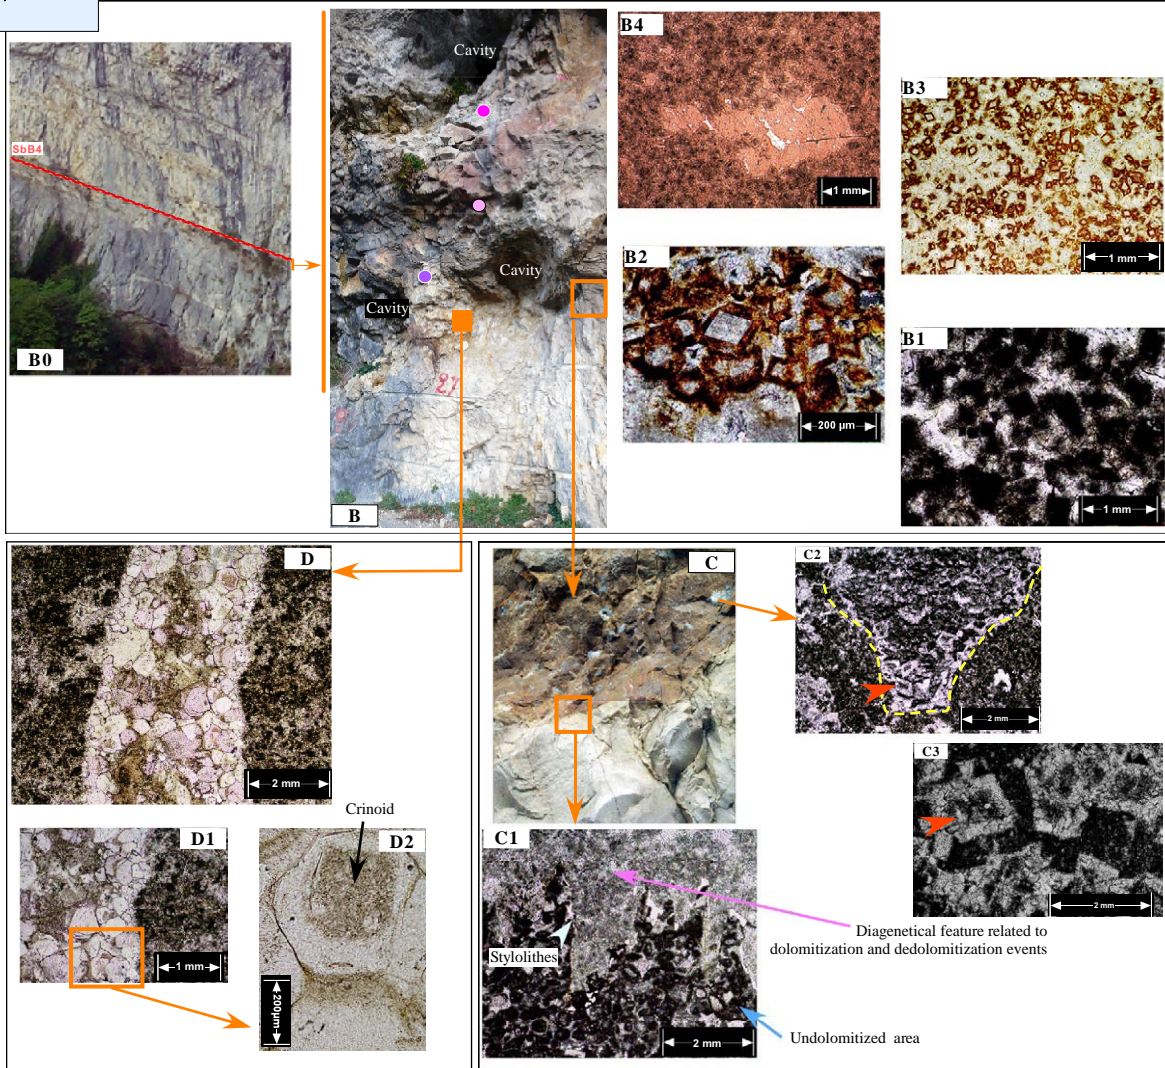 B4
Cavity
B3
SbB4
1 mm
B2
Cavity
1 mm
Cavity
B1
B0
200 µm
27
1 mm
B
D
C
C2
2 mm
C3
2 mm
Crinoid
D1
D2
C1
2 mm
Diagenetical feature related to
dolomitization and dedolomitization events
Stylolithes
1 mm
200µm
2 mm
Undolomitized area